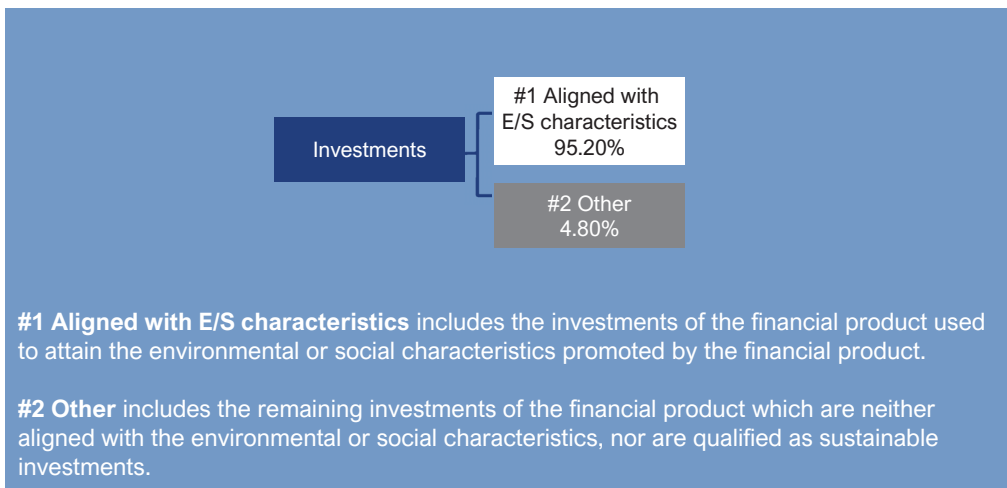 #1 Aligned with
E/S characteristics
95.20%
Investments
#2 Other
4.80%
#1 Aligned with E/S characteristics includes the investments of the financial product used
to attain the environmental or social characteristics promoted by the financial product.
#2 Other includes the remaining investments of the financial product which are neither
aligned with the environmental or social characteristics, nor are qualified as sustainable
investments.